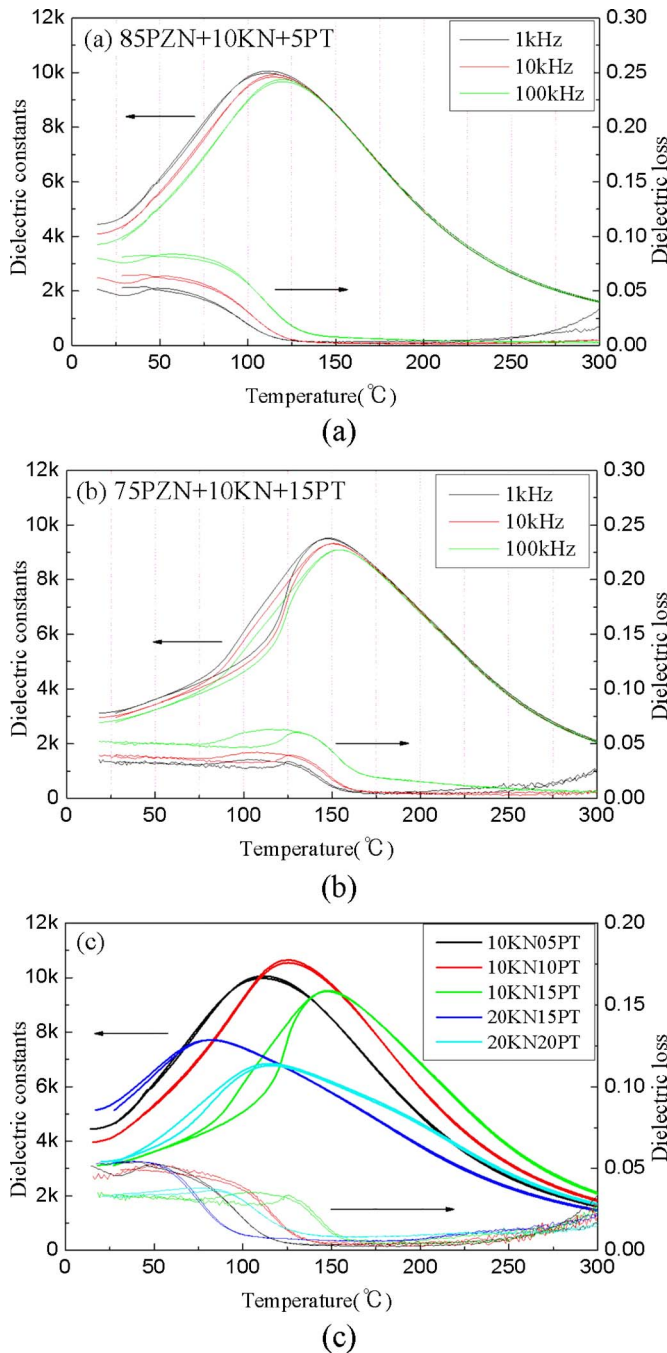 (a) 85PZN+10KN+5PT
1kHz
10kHz
100kHz
Dielectric constants
12k
10k
8k
6k
4k
2k
0
Dielectric loss
0.30
0.25
0.20
0.15
0.10
0.05
0.00
0 50 100 150 200 250 300
Temperature(℃)
(a)
(b) 75PZN+10KN+15PT
1kHz
10kHz
100kHz
Dielectric constants
12k
10k
8k
6k
4k
2k
0
Dielectric loss
0.30
0.25
0.20
0.15
0.10
0.05
0.00
0 50 100 150 200 250 300
Temperature(℃)
(b)
(c)
10KN05PT
10KN10PT
10KN15PT
20KN15PT
20KN20PT
Dielectric constants
12k
10k
8k
6k
4k
2k
0
Dielectric loss
0.20
0.15
0.10
0.05
0.00
0 50 100 150 200 250 300
Temperature(℃)
(c)